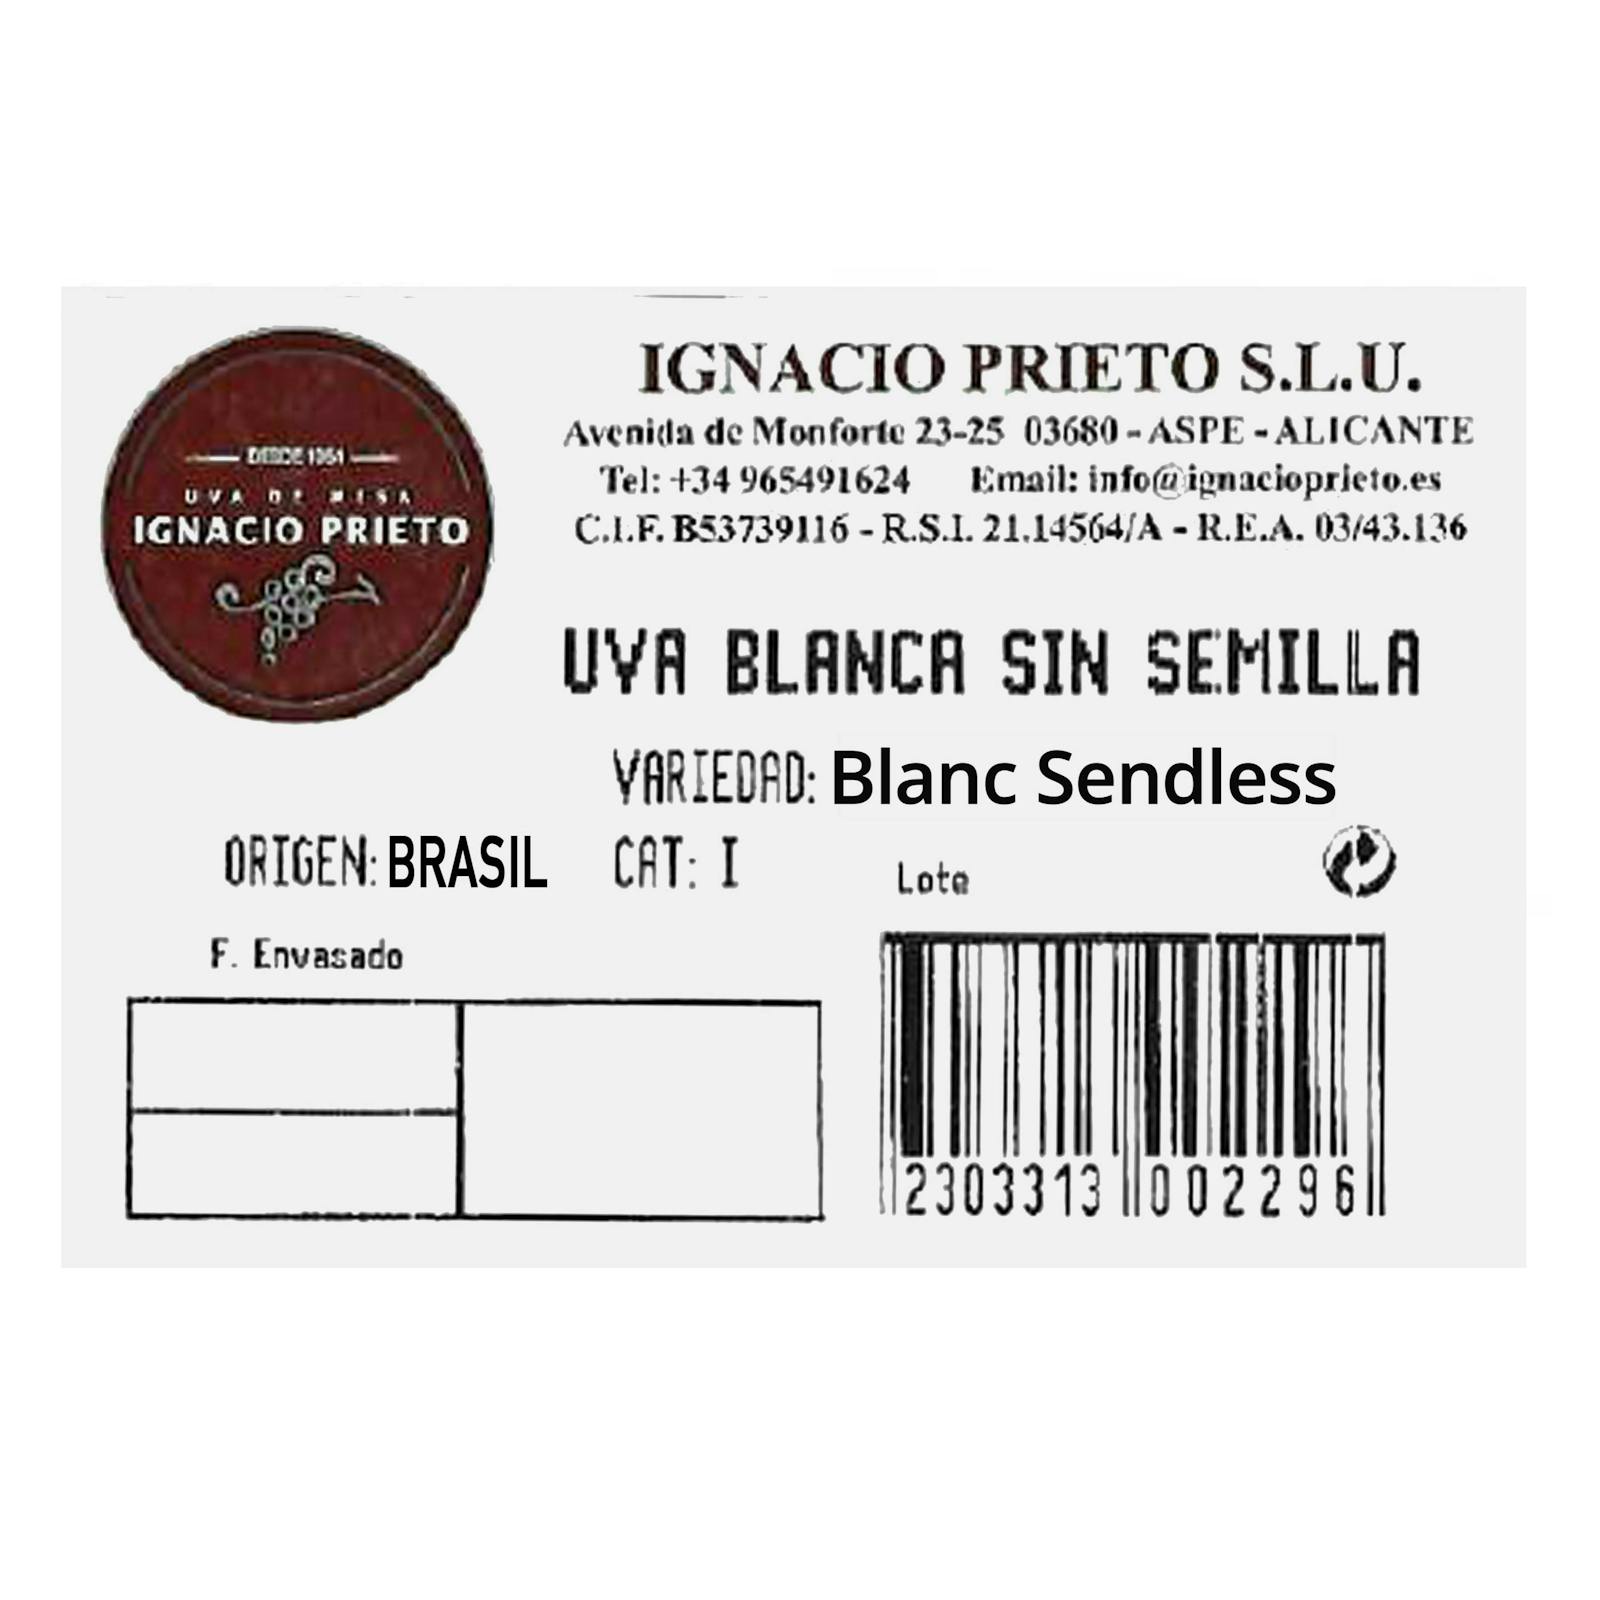 DESDE 1961
UVA DE MESA
IGNACIO PRIETO
IGNACIO PRIETO S.L.U.
Avenida de Monforte 23-25 03680 - ASPE - ALICANTE
Tel: +34 965491624 Email: info@ignacioprieto.es
C.I.F. B53739116 - R.S.I. 21.14564/A - R.E.A. 03/43.136
UVA BLANCA SIN SEMILLA
VARIEDAD: Blanc Sendless
ORIGEN: BRASIL CAT: I
Lote
F. Envasado
2303313 002296